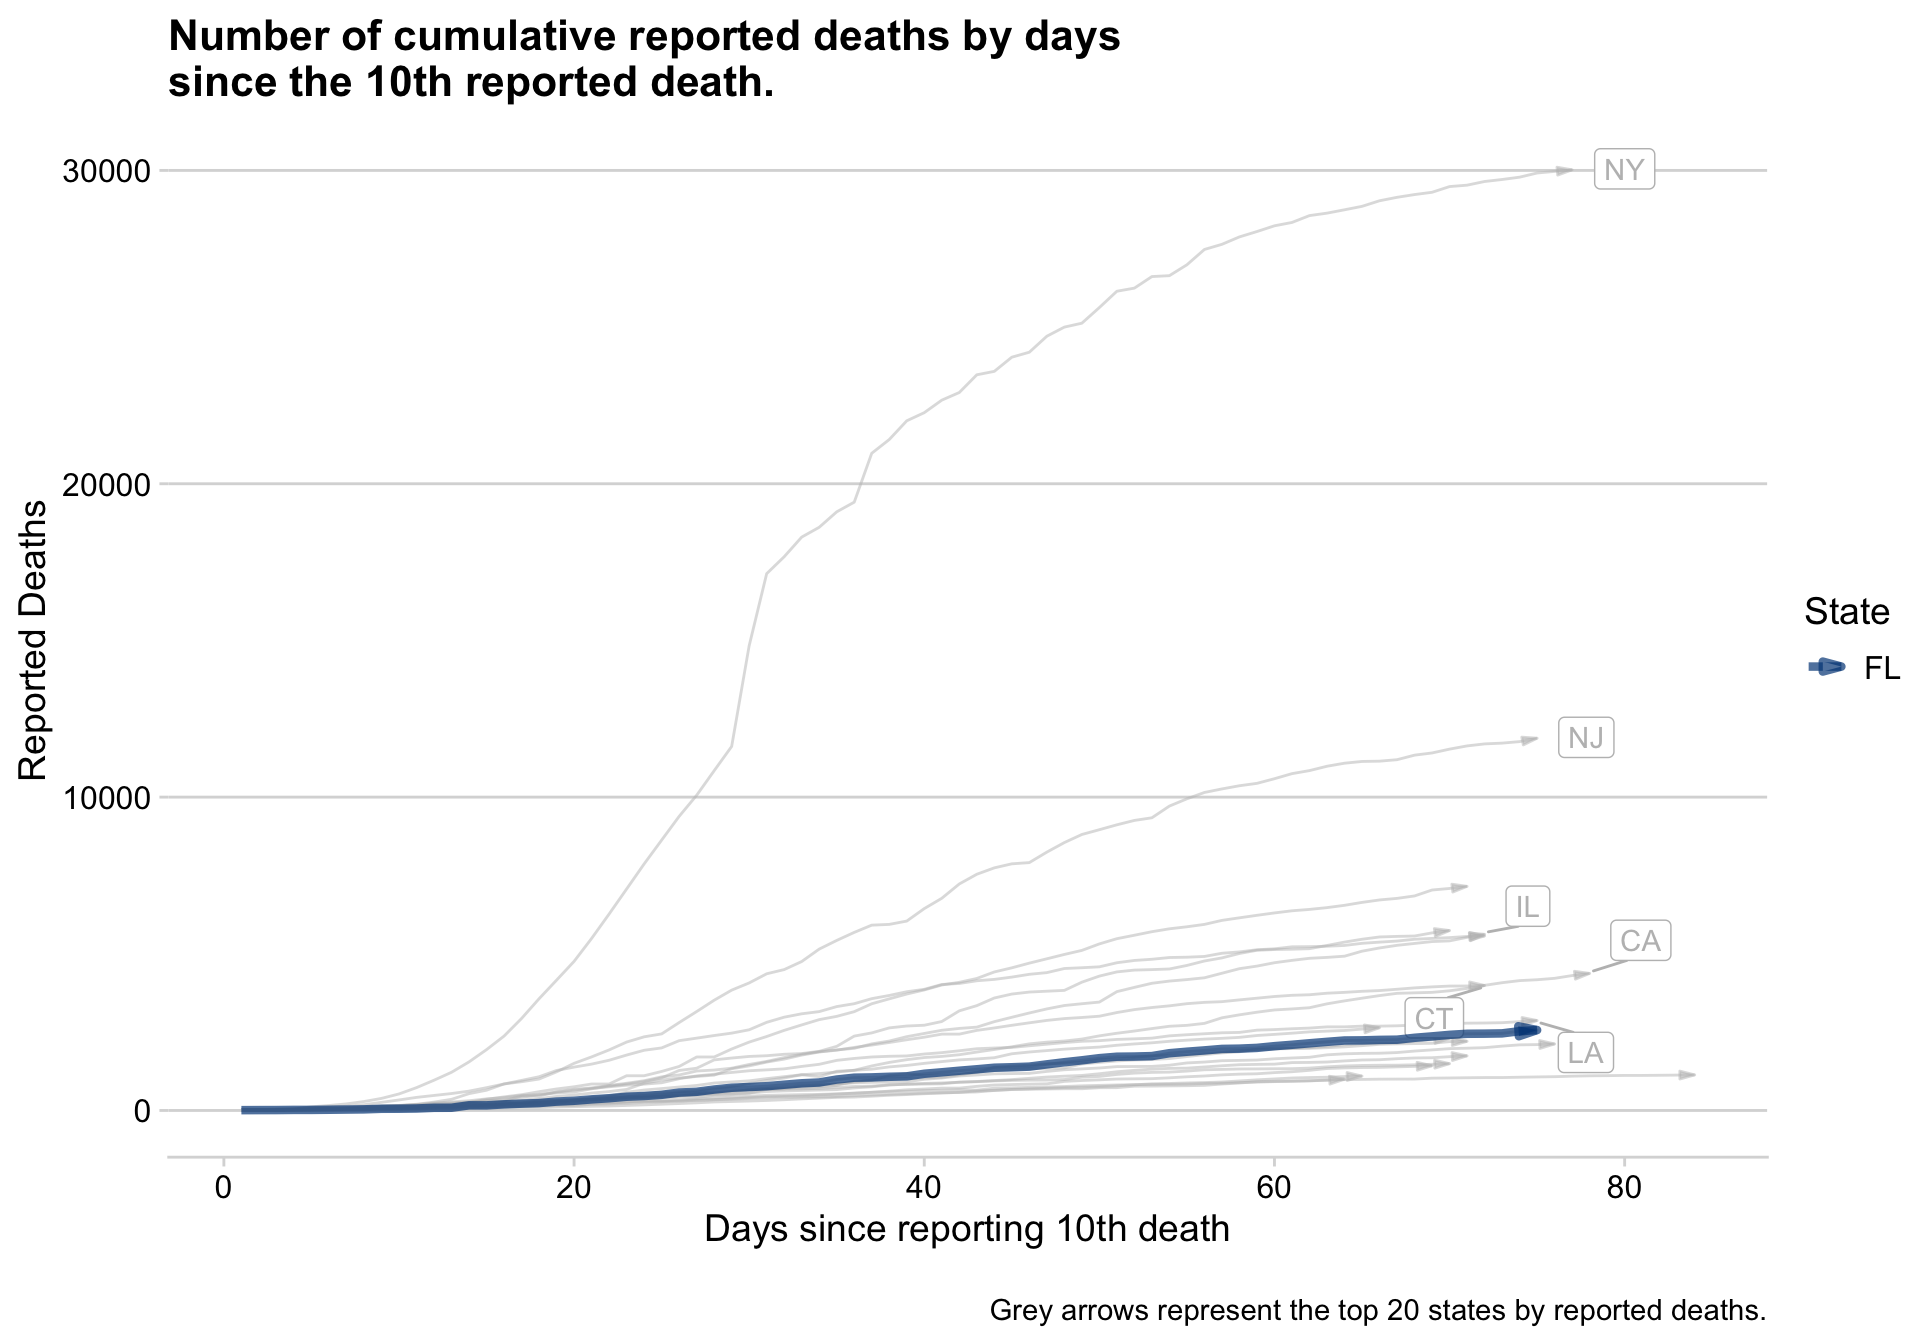 Number of cumulative reported deaths by days
since the 10th reported death.
30000
20000
10000
0
Reported Deaths
NY
NJ
IL
CA
CT
LA
State
FL
0 20 40 60 80
Days since reporting 10th death
Grey arrows represent the top 20 states by reported deaths.